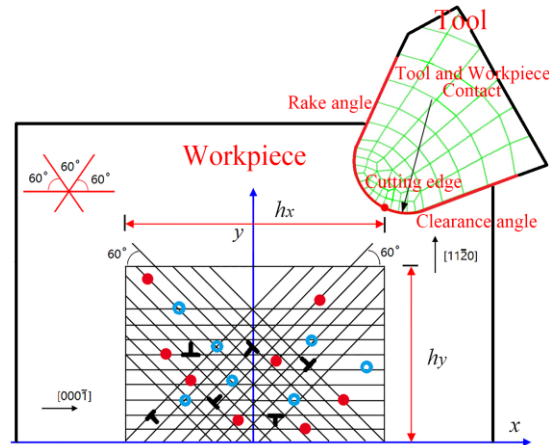 Tool
Tool and Workpiece
Contact
Rake angle
Workpiece
60°
60° 60°
Cutting edge
Clearance angle
hx
y
60° 60°
[112̄0]
hy
[0001̄]
x